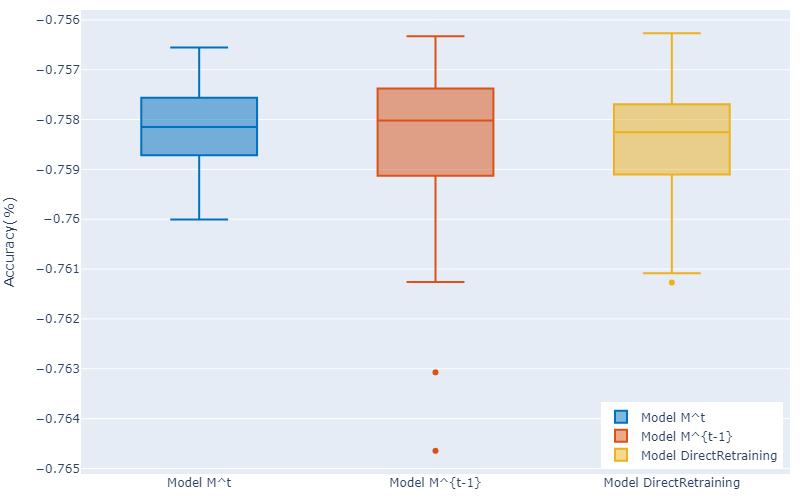 −0.756
−0.757
−0.758
−0.759
−0.76
−0.761
−0.762
−0.763
−0.764
−0.765
Accuracy(%)
Model M^t
Model M^{t-1}
Model DirectRetraining
Model M^t
Model M^{t-1}
Model DirectRetraining